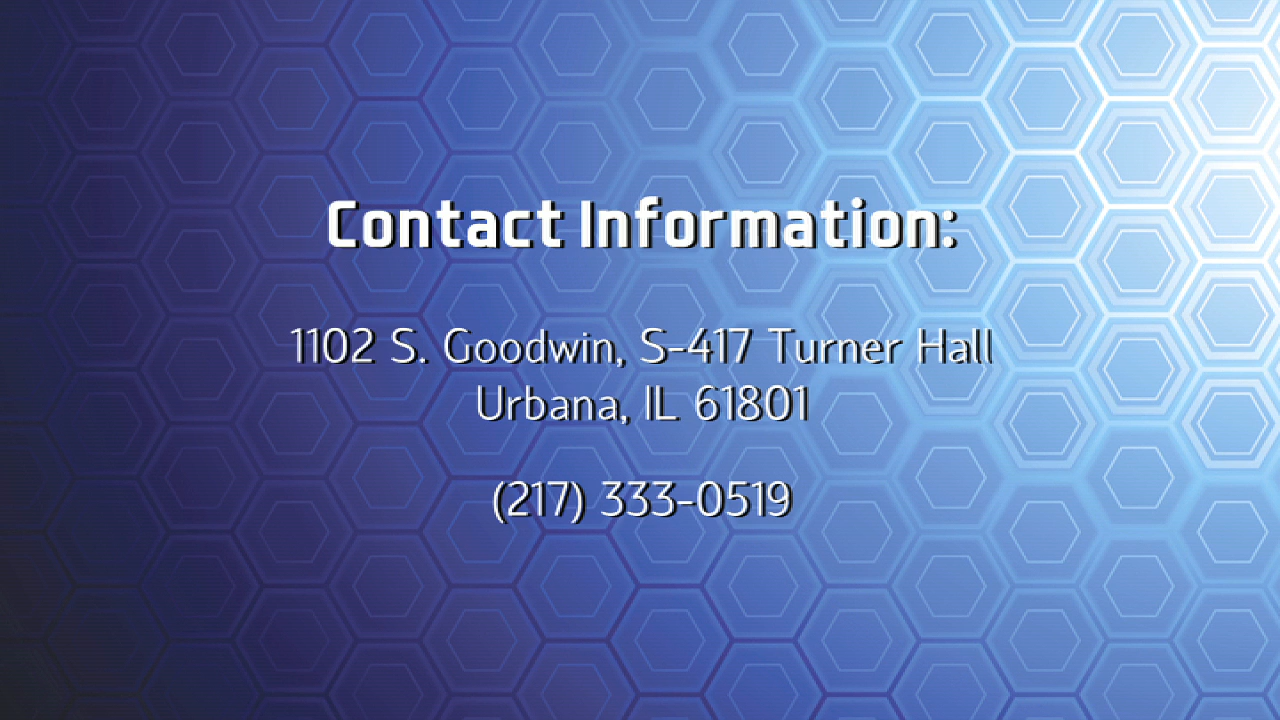 Contact Information:
1102 S. Goodwin, S-417 Turner Hall
Urbana, IL 61801
(217) 333-0519